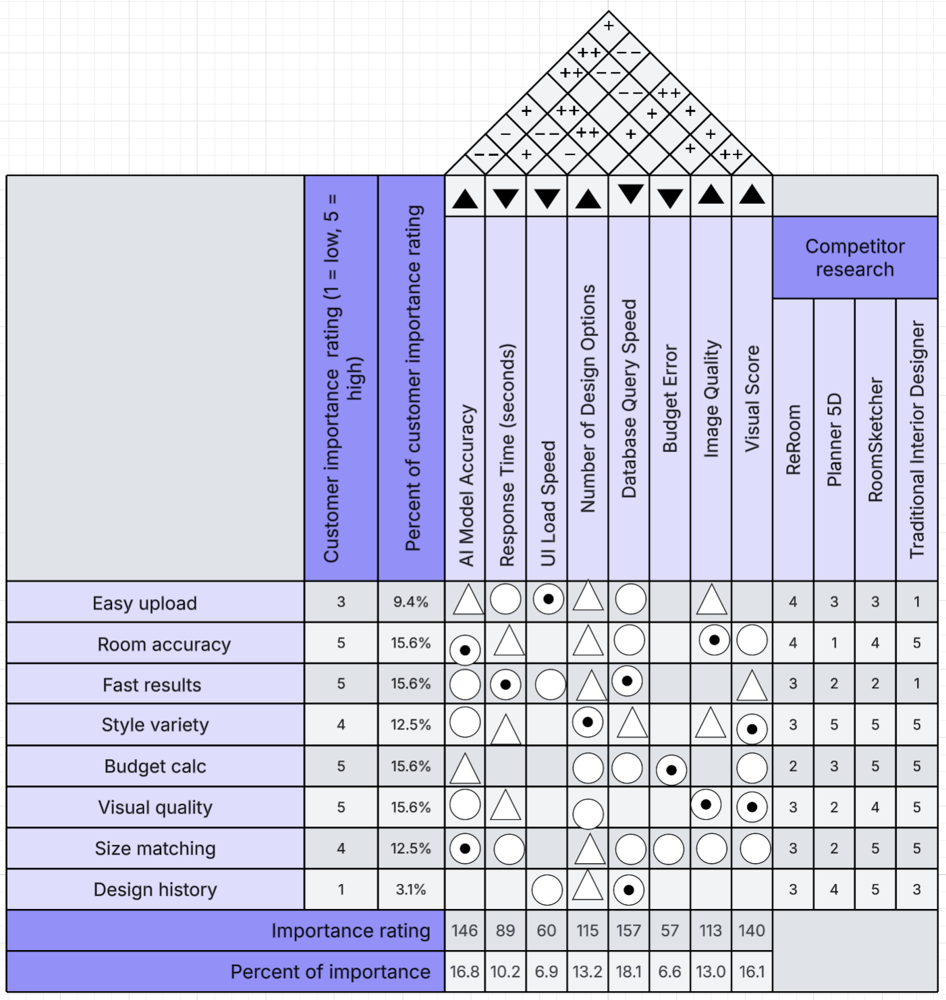 +
++ −−
++ −−
−− ++
+ ++ + +
− −− ++ + +
−− + − + ++
Customer importance rating (1 = low, 5 =
high)
Percent of customer importance rating
AI Model Accuracy
Response Time (seconds)
UI Load Speed
Number of Design Options
Database Query Speed
Budget Error
Image Quality
Visual Score
Competitor
research
ReRoom
Planner 5D
RoomSketcher
Traditional Interior Designer
Easy upload 3 9.4% 4 3 3 1
Room accuracy 5 15.6% 4 1 4 5
Fast results 5 15.6% 3 2 2 1
Style variety 4 12.5% 3 5 5 5
Budget calc 5 15.6% 2 3 5 5
Visual quality 5 15.6% 3 2 4 5
Size matching 4 12.5% 3 2 5 5
Design history 1 3.1% 3 4 5 3
Importance rating 146 89 60 115 157 57 113 140
Percent of importance 16.8 10.2 6.9 13.2 18.1 6.6 13.0 16.1